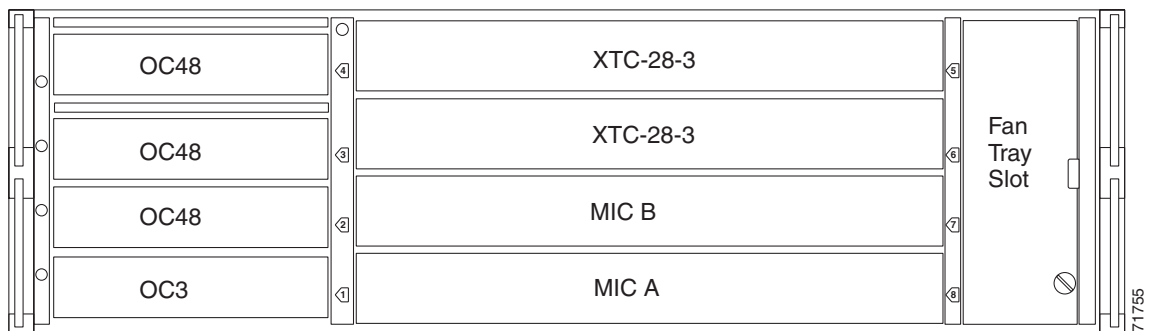 OC48 4 XTC-28-3 5
OC48 3 XTC-28-3 6
OC48 2 MIC B 7
OC3 1 MIC A 8
Fan
Tray
Slot
71755